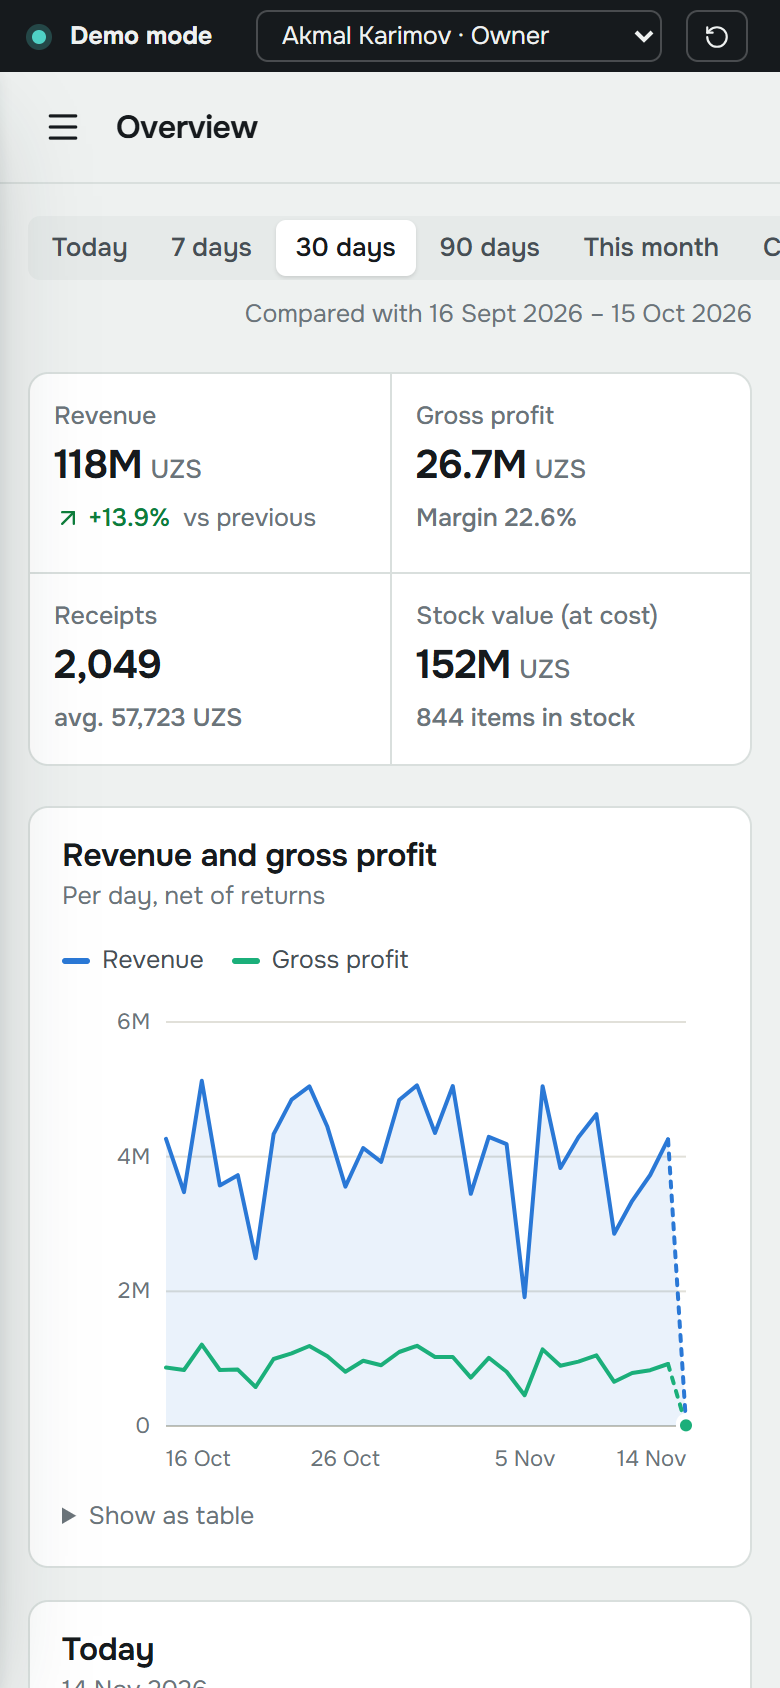 Demo mode
Akmal Karimov · Owner
Overview
Today 7 days 30 days 90 days This month C
Compared with 16 Sept 2026 – 15 Oct 2026
Revenue
118M UZS
+13.9% vs previous
Gross profit
26.7M UZS
Margin 22.6%
Receipts
2,049
avg. 57,723 UZS
Stock value (at cost)
152M UZS
844 items in stock
Revenue and gross profit
Per day, net of returns
Revenue Gross profit
6M
4M
2M
0
16 Oct 26 Oct 5 Nov 14 Nov
Show as table
Today
14 Nov 2026